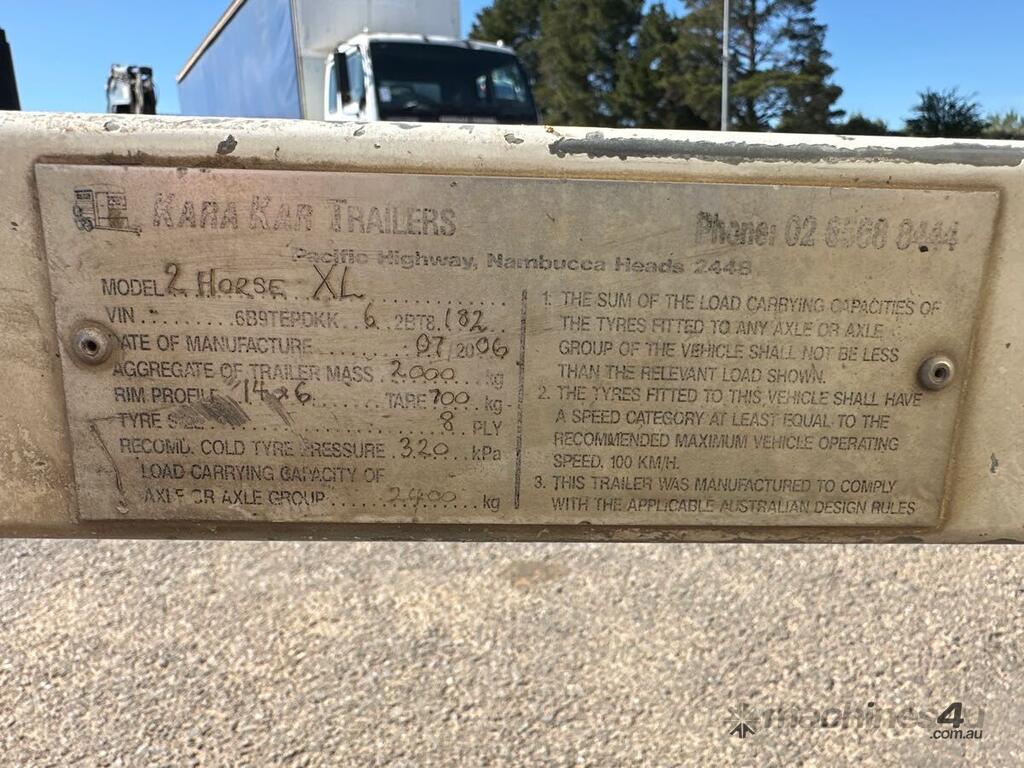 KARA KAR TRAILERS
Phone: 02 6568 8444
Pacific Highway, Nambucca Heads 2448
MODEL 2 HORSE XL
VIN 6B9TEPDKK 6 2BT8 182
DATE OF MANUFACTURE 07/2006
AGGREGATE OF TRAILER MASS 2000 kg
RIM PROFILE 14x6 TARE 700 kg
TYRE 8 PLY
RECOMD. COLD TYRE PRESSURE 320 kPa
LOAD CARRYING CAPACITY OF
AXLE OR AXLE GROUP 2400 kg
1. THE SUM OF THE LOAD CARRYING CAPACITIES OF
THE TYRES FITTED TO ANY AXLE OR AXLE
GROUP OF THE VEHICLE SHALL NOT BE LESS
THAN THE RELEVANT LOAD SHOWN.
2. THE TYRES FITTED TO THIS VEHICLE SHALL HAVE
A SPEED CATEGORY AT LEAST EQUAL TO THE
RECOMMENDED MAXIMUM VEHICLE OPERATING
SPEED. 100 KM/H.
3. THIS TRAILER WAS MANUFACTURED TO COMPLY
WITH THE APPLICABLE AUSTRALIAN DESIGN RULES
machines4u
.com.au